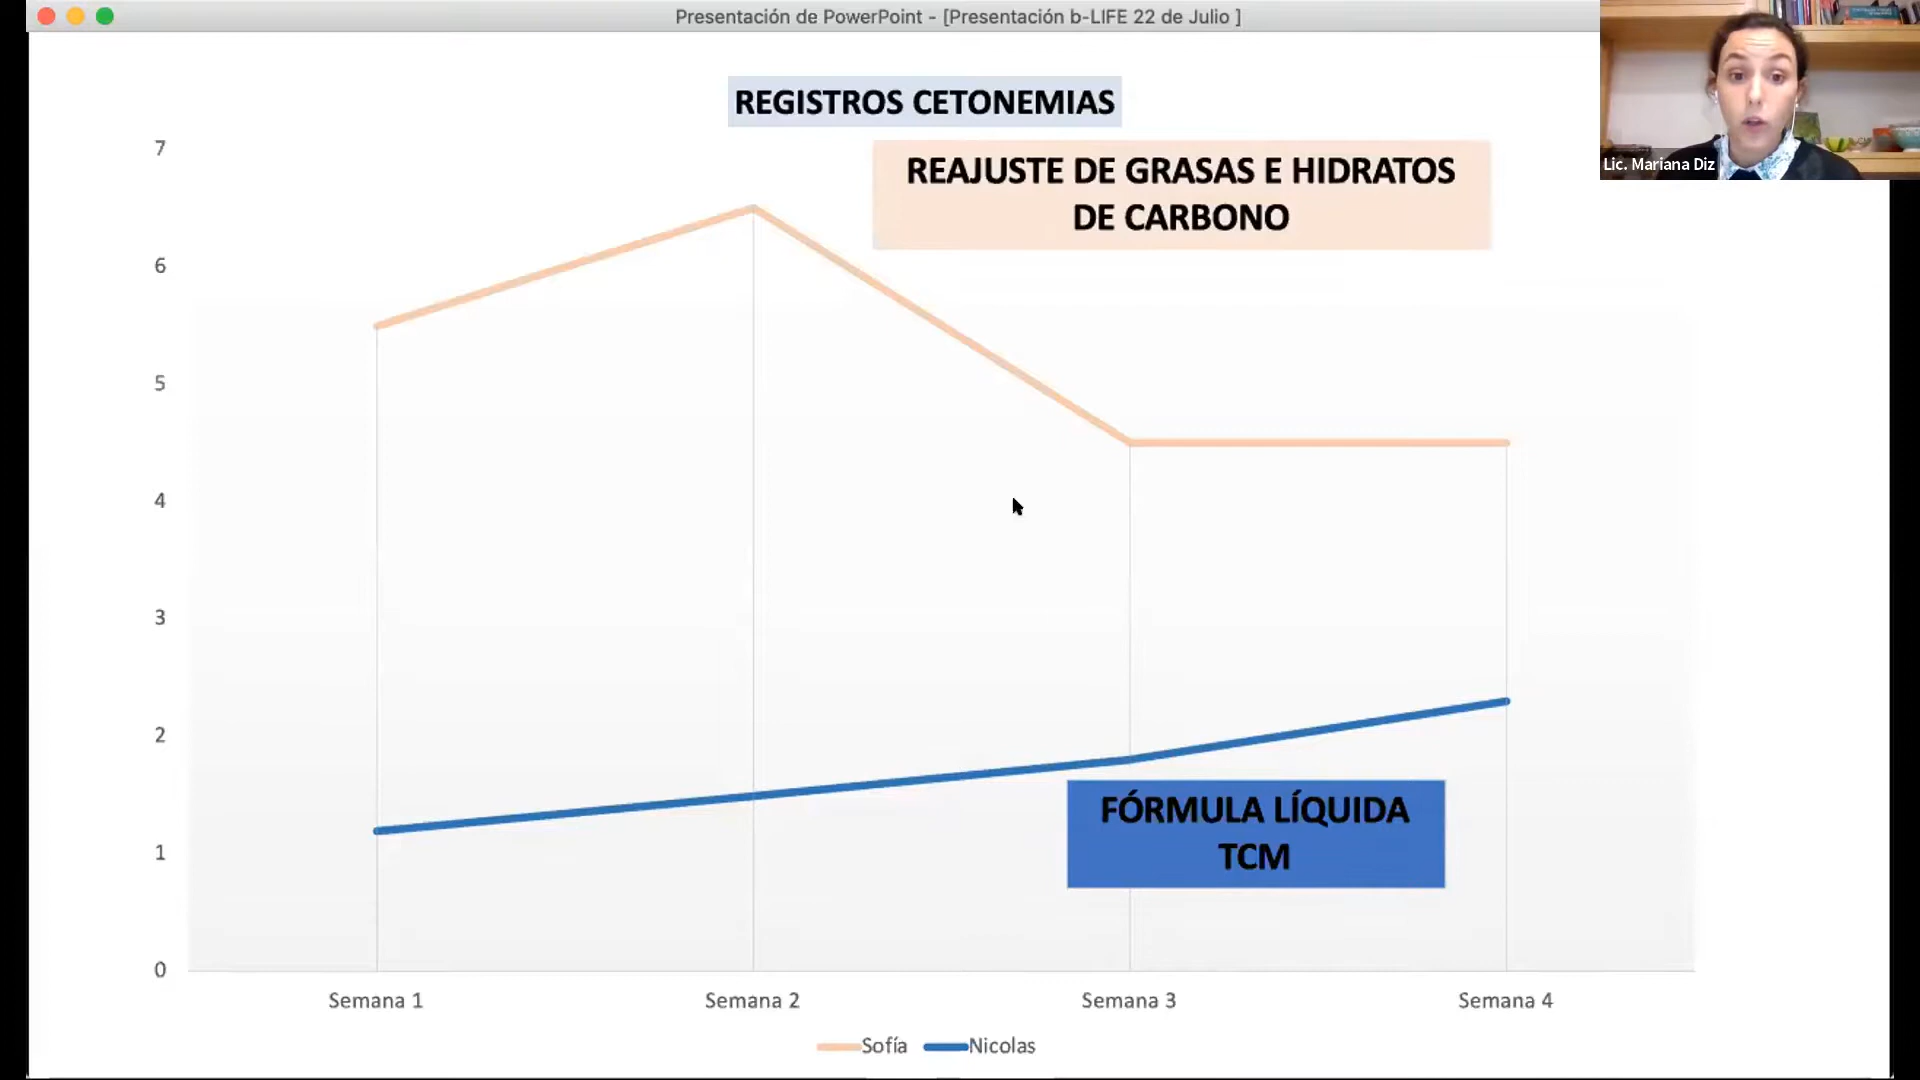 Presentación de PowerPoint - [Presentación b-LIFE 22 de Julio ]
Lic. Mariana Diz
REGISTROS CETONEMIAS
REAJUSTE DE GRASAS E HIDRATOS
DE CARBONO
7
6
5
4
3
2
1
0
FÓRMULA LÍQUIDA
TCM
Semana 1
Semana 2
Semana 3
Semana 4
Sofía
Nicolas